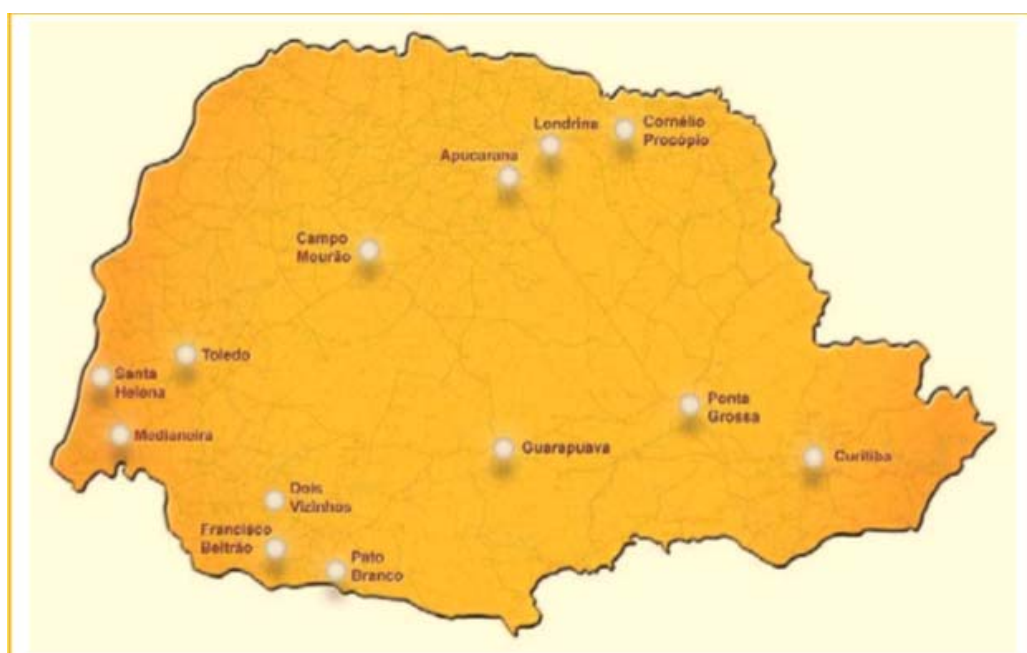 Londrina
Cornélio
Procópio
Apucarana
Campo
Mourão
Toledo
Santa
Helena
Medianeira
Ponta
Grossa
Guarapuava
Curitiba
Dois
Vizinhos
Francisco
Beltrão
Pato
Branco